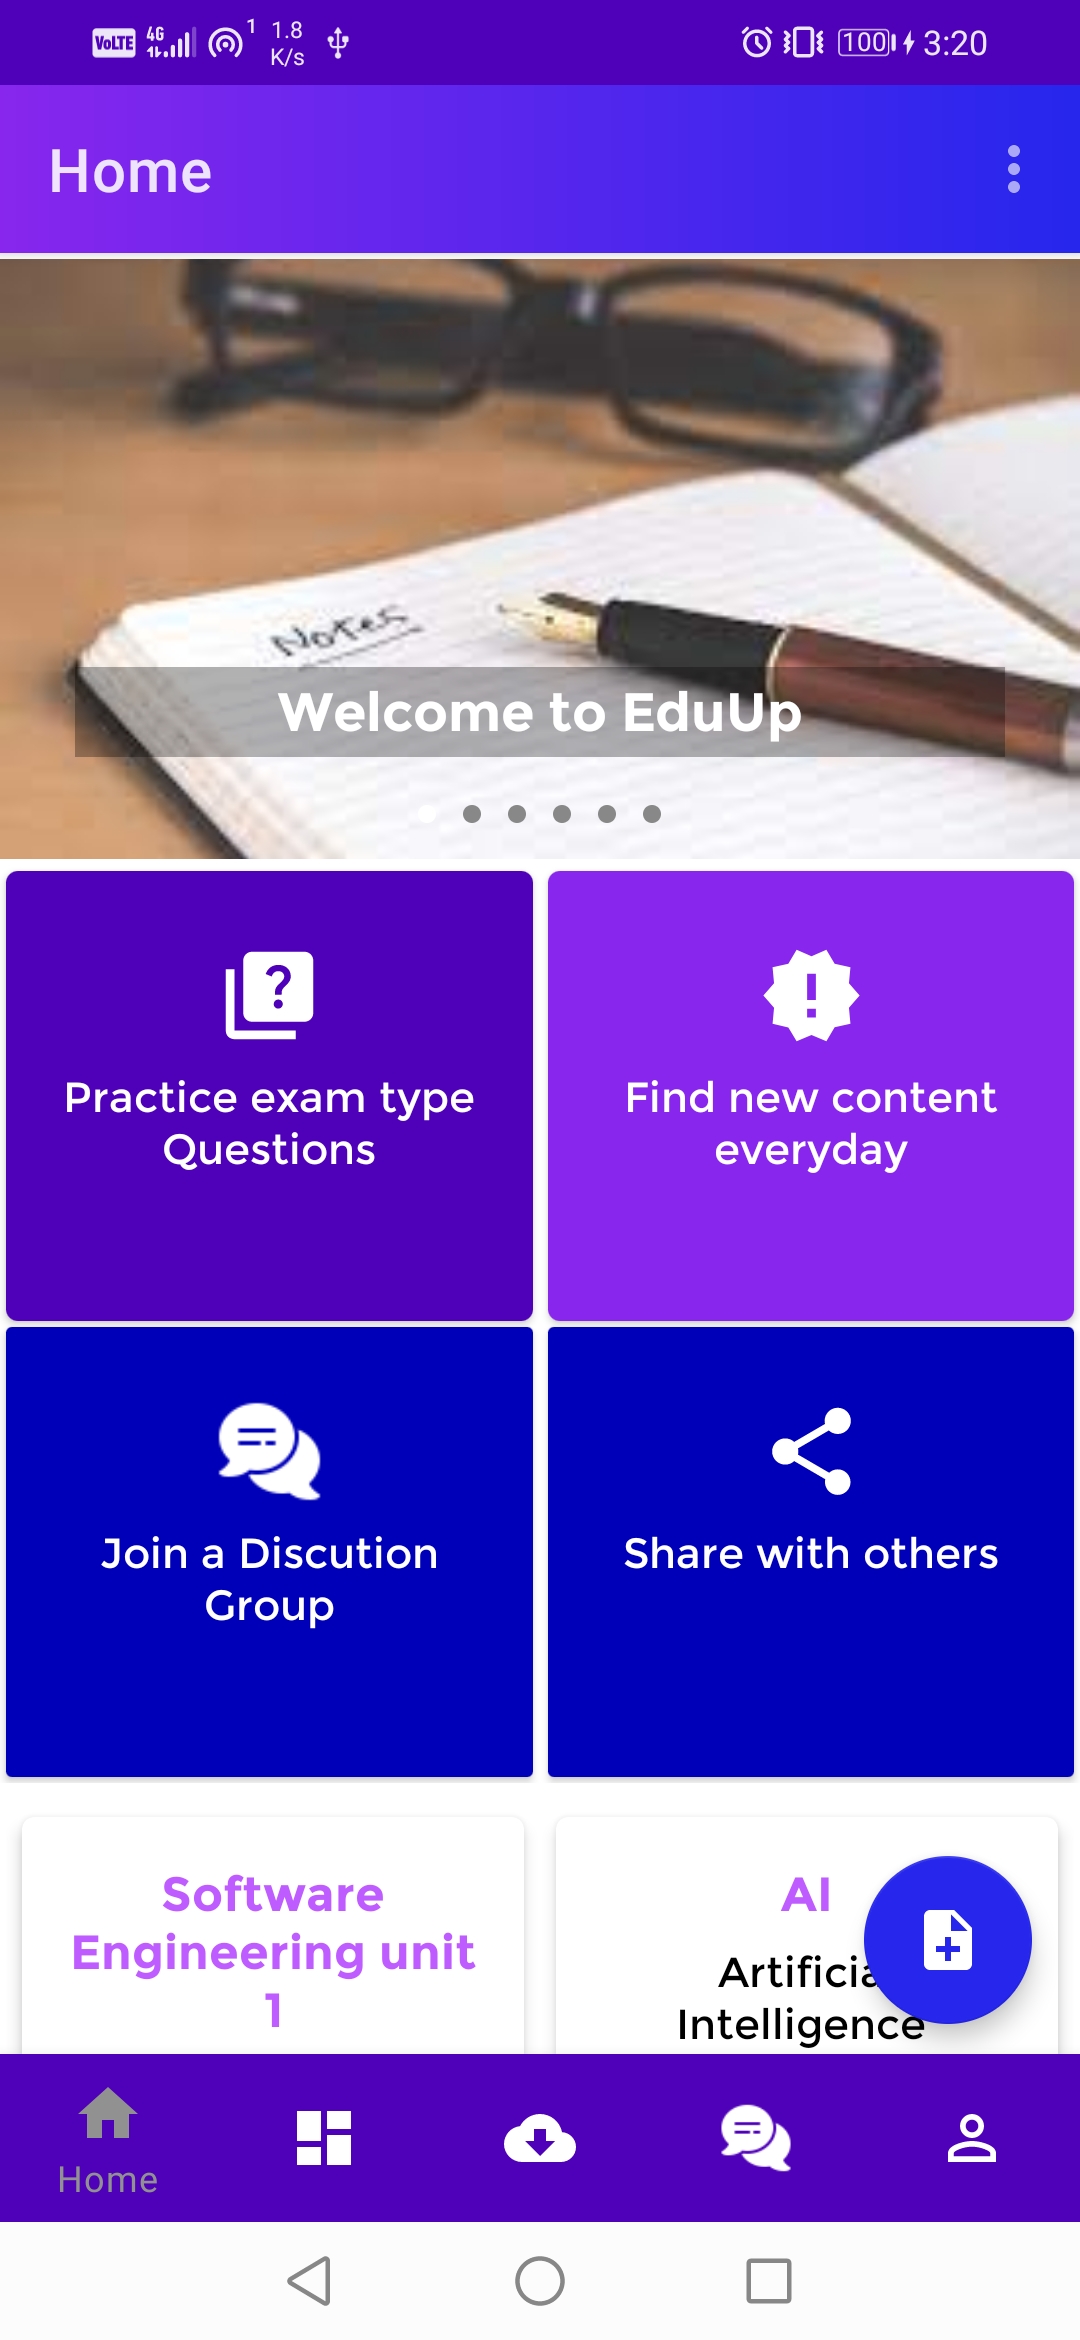 VoLTE 4G 1 1.8 K/s 100 3:20
Home
Notes
Welcome to EduUp
Practice exam type
Questions
Find new content
everyday
Join a Discution
Group
Share with others
Software
Engineering unit
1
AI
Artificia
Intelligence
Home